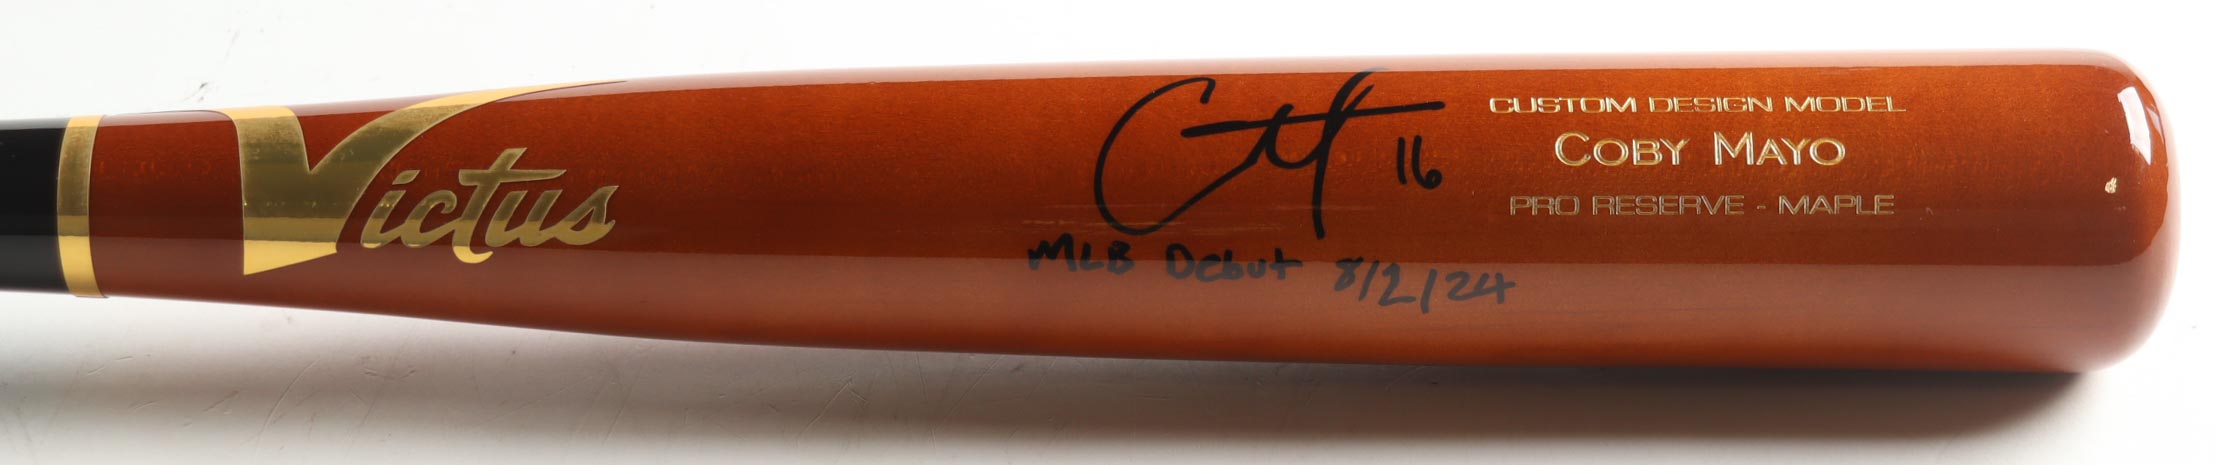 Victus
CUSTOM DESIGN MODEL
COBY MAYO
PRO RESERVE - MAPLE
16
MLB Debut 8/2/24